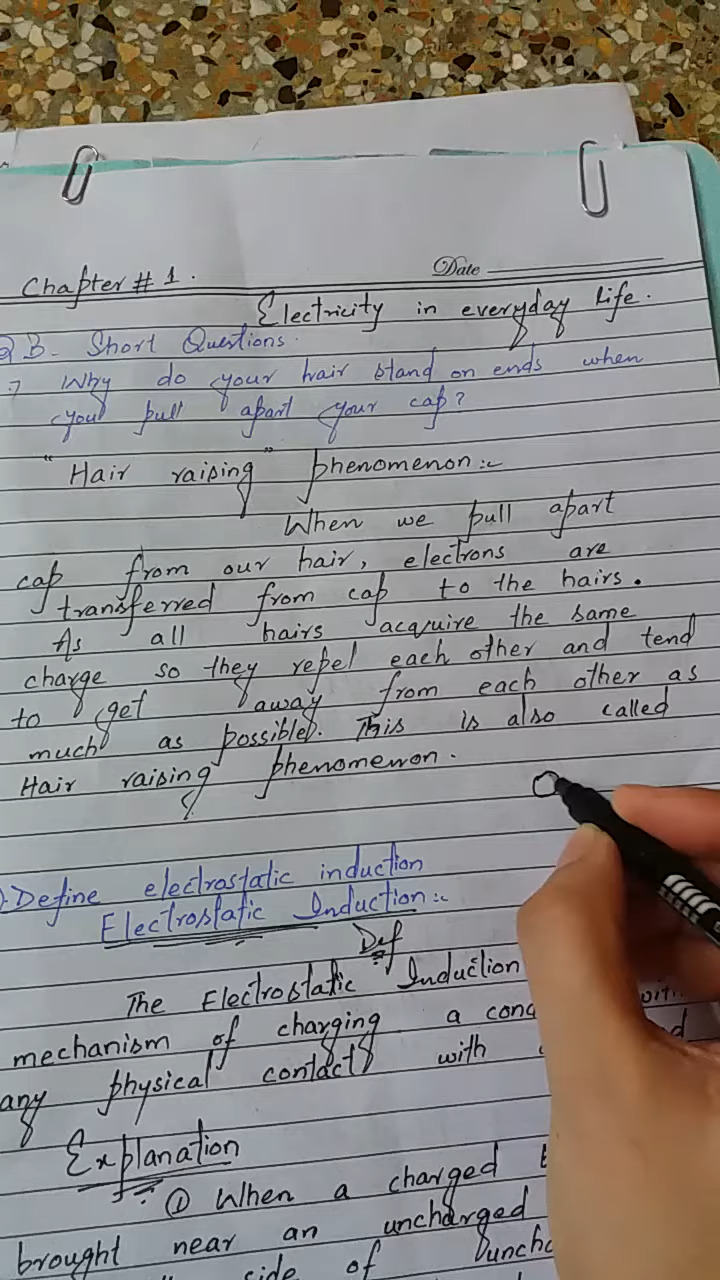 Date
Chapter # 1.
Electricity in everyday life.
B- Short Questions.
Why do your hair stand on ends when
you pull apart your cap?
"Hair raising" phenomenon:-
When we pull apart
cap from our hair, electrons are
transferred from cap to the hairs.
As all hairs acquire the same
charge so they repel each other and tend
to get away from each other as
much as possible. This is also called
Hair raising phenomenon.
Define electrostatic induction
Electrostatic Induction:-
Def
The Electrostatic Induction
mechanism of charging a
any physical contact with
Explanation
① When a charged
brought near an uncharged
side of